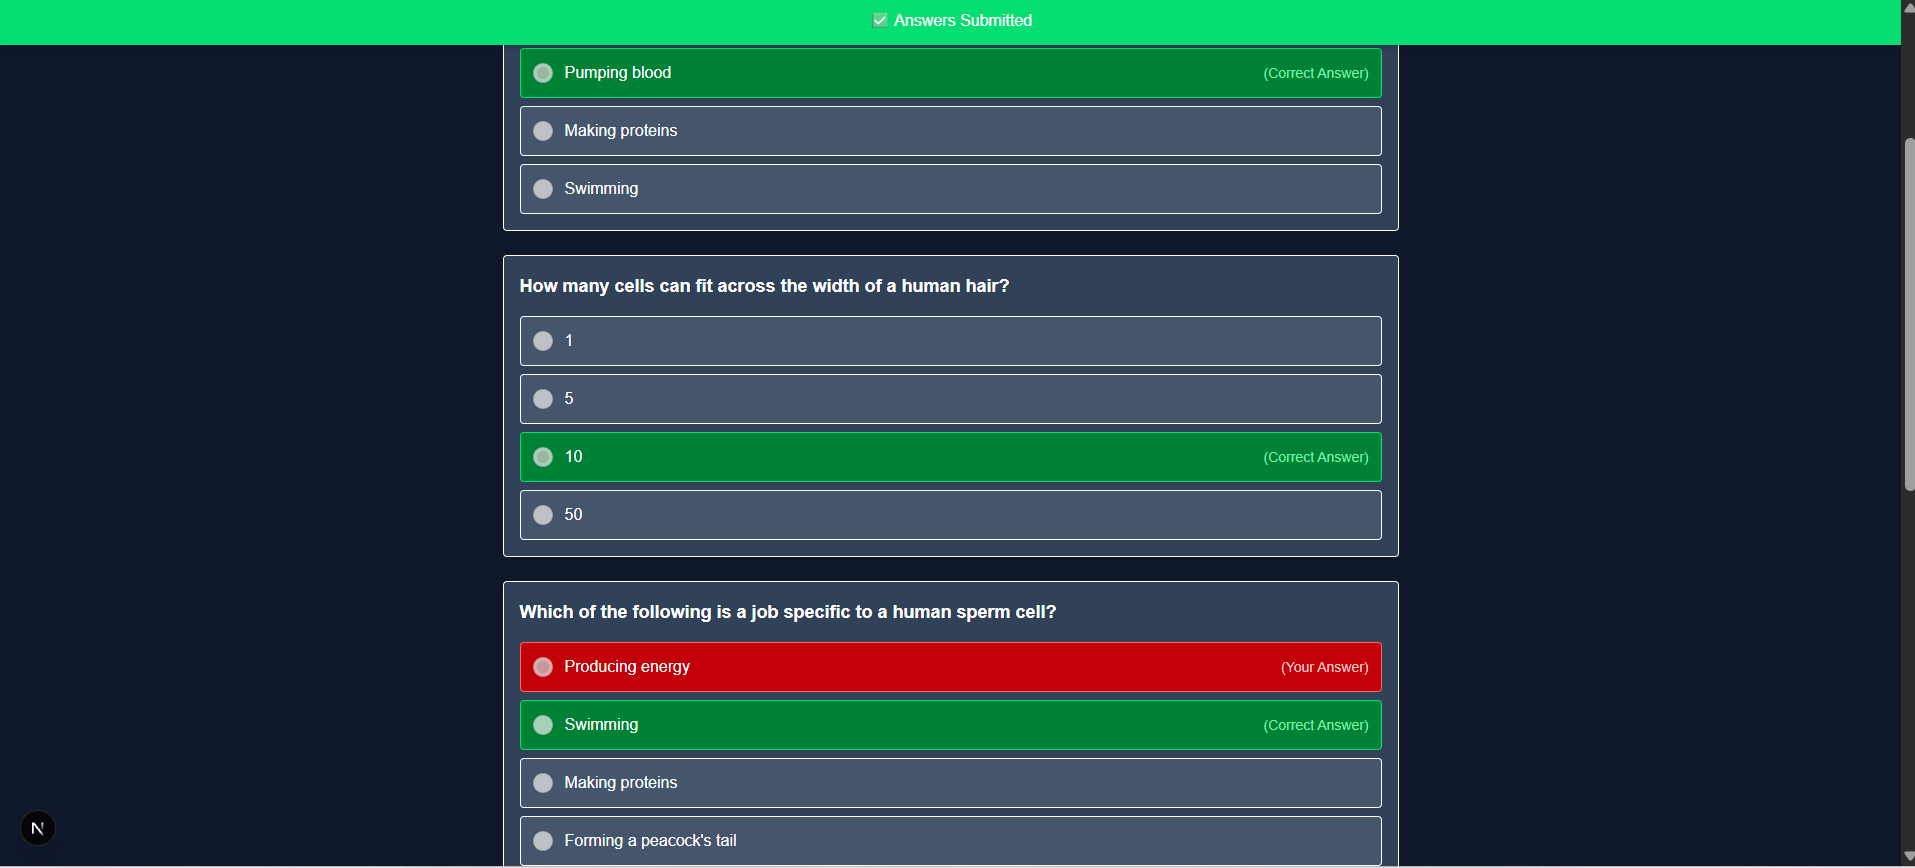 Answers Submitted
Pumping blood (Correct Answer)
Making proteins
Swimming
How many cells can fit across the width of a human hair?
1
5
10 (Correct Answer)
50
Which of the following is a job specific to a human sperm cell?
Producing energy (Your Answer)
Swimming (Correct Answer)
Making proteins
Forming a peacock's tail
N